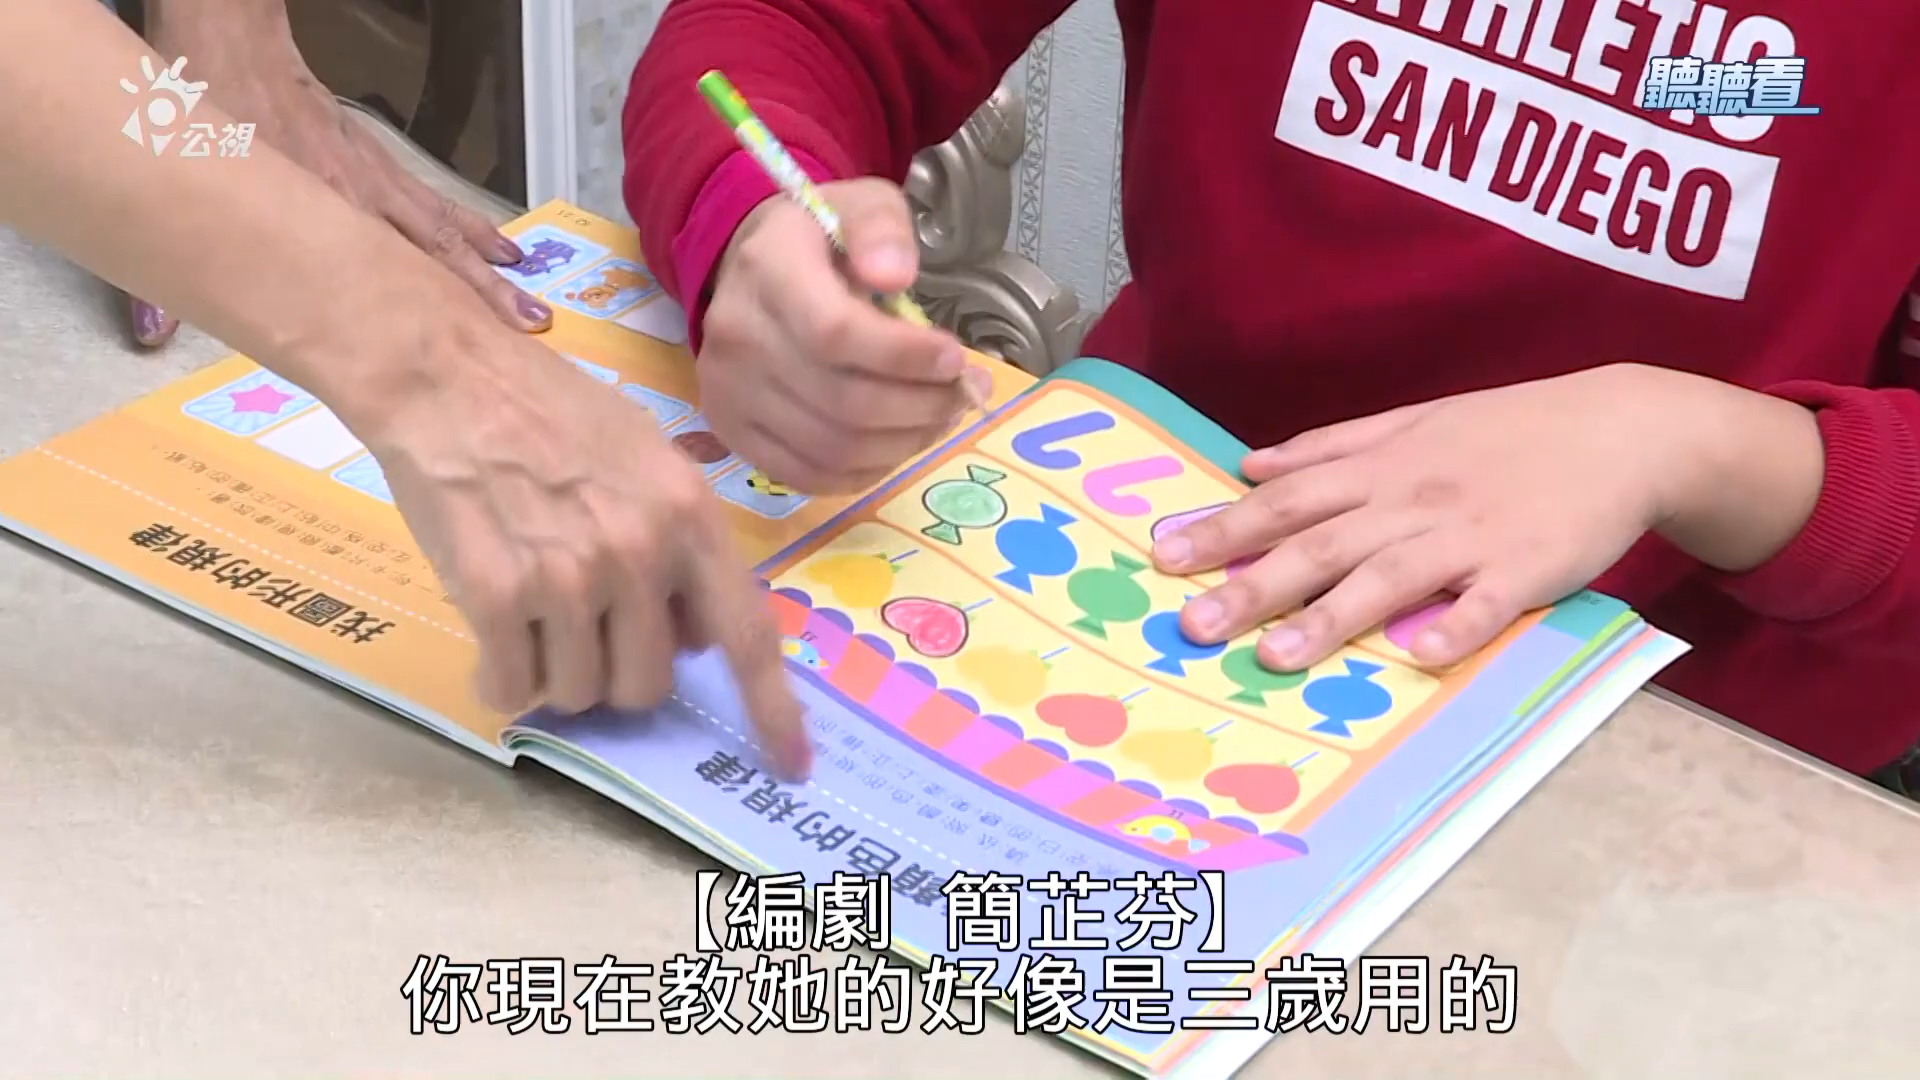 公視
聽聽看
ATHLETIC
SAN DIEGO
找圖形的規律
顏色的規律
【編劇 簡芷芬】
你現在教她的好像是三歲用的